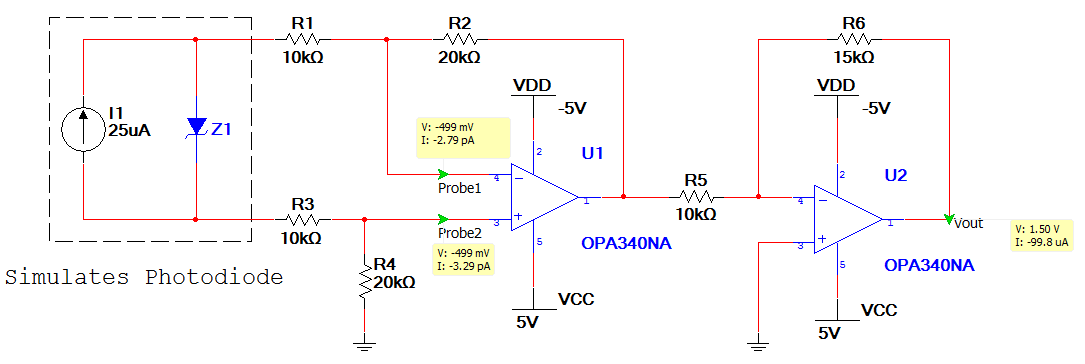 R1
10kΩ
R2
20kΩ
R6
15kΩ
VDD
-5V
VDD
-5V
I1
25uA
Z1
V: -499 mV
I: -2.79 pA
Probe1
4
2
U1
1
R5
10kΩ
4
2
U2
1
Vout
V: 1.50 V
I: -99.8 uA
R3
10kΩ
Probe2
3
5
OPA340NA
3
5
OPA340NA
V: -499 mV
I: -3.29 pA
R4
20kΩ
Simulates Photodiode
VCC
5V
VCC
5V